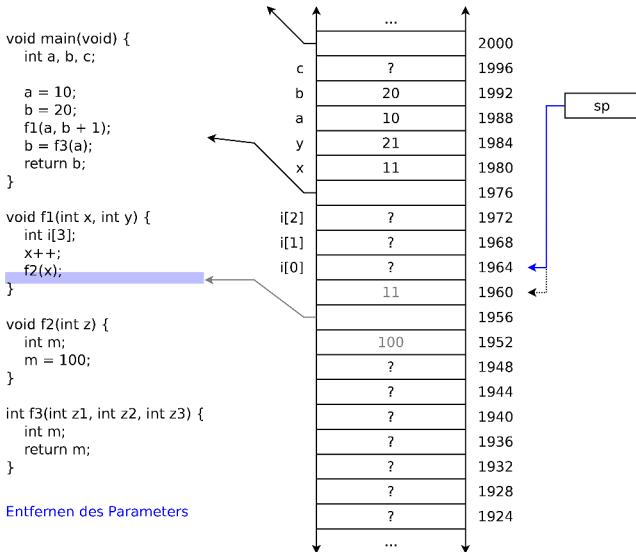 void main(void) {
int a, b, c;
a = 10;
b = 20;
f1(a, b + 1);
b = f3(a);
return b;
}
void f1(int x, int y) {
int i[3];
x++;
f2(x);
}
void f2(int z) {
int m;
m = 100;
}
int f3(int z1, int z2, int z3) {
int m;
return m;
}
Entfernen des Parameters
...
2000
c ? 1996
b 20 1992
a 10 1988
y 21 1984
x 11 1980
1976
i[2] ? 1972
i[1] ? 1968
i[0] ? 1964
11 1960
1956
100 1952
? 1948
? 1944
? 1940
? 1936
? 1932
? 1928
? 1924
...
sp